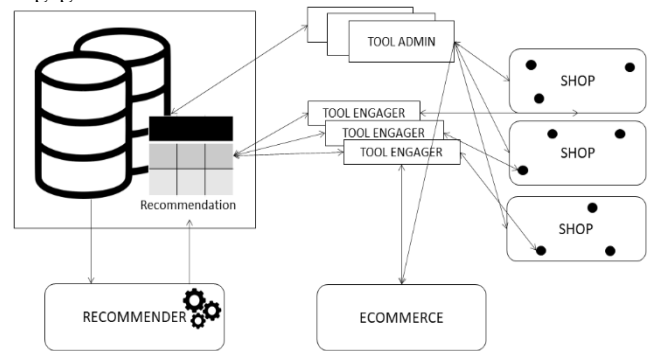 TOOL ADMIN
SHOP
TOOL ENGAGER
TOOL ENGAGER
SHOP
TOOL ENGAGER
Recommendation
SHOP
RECOMMENDER
ECOMMERCE